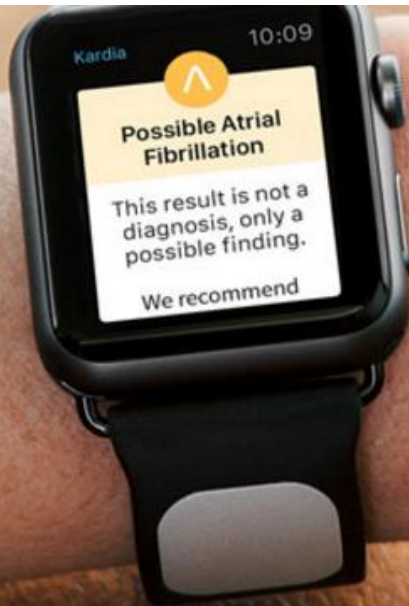 Kardia
10:09
Possible Atrial
Fibrillation
This result is not a
diagnosis, only a
possible finding.
We recommend